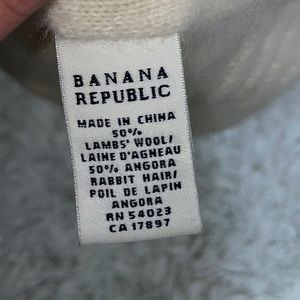 BANANA
REPUBLIC
MADE IN CHINA
50%
LAMBS' WOOL/
LAINE D'AGNEAU
50% ANGORA
RABBIT HAIR/
POIL DE LAPIN
ANGORA
RN 54023
CA 17897